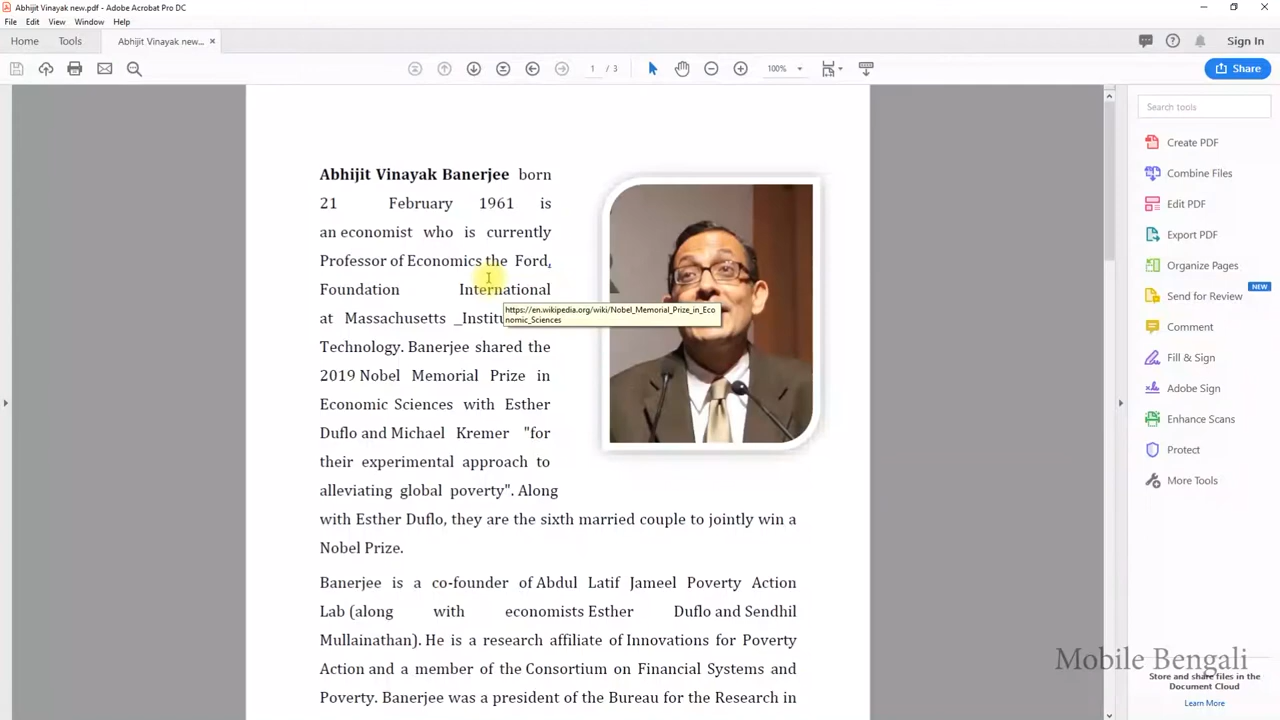 Abhijit Vinayak new.pdf - Adobe Acrobat Pro DC
File Edit View Window Help
Home Tools Abhijit Vinayak new... × Sign In
1 / 3 100% Share
Search tools
Create PDF
Combine Files
Edit PDF
Export PDF
Organize Pages
Send for Review NEW
Comment
Fill & Sign
Adobe Sign
Enhance Scans
Protect
More Tools
Abhijit Vinayak Banerjee born
21 February 1961 is
an economist who is currently
Professor of Economics the Ford,
Foundation International
at Massachusetts _Institu
https://en.wikipedia.org/wiki/Nobel_Memorial_Prize_in_Eco
nomic_Sciences
Technology. Banerjee shared the
2019 Nobel Memorial Prize in
Economic Sciences with Esther
Duflo and Michael Kremer "for
their experimental approach to
alleviating global poverty". Along
with Esther Duflo, they are the sixth married couple to jointly win a
Nobel Prize.
Banerjee is a co-founder of Abdul Latif Jameel Poverty Action
Lab (along with economists Esther Duflo and Sendhil
Mullainathan). He is a research affiliate of Innovations for Poverty
Action and a member of the Consortium on Financial Systems and
Poverty. Banerjee was a president of the Bureau for the Research in
Mobile Bengali
Store and share files in the
Document Cloud
Learn More